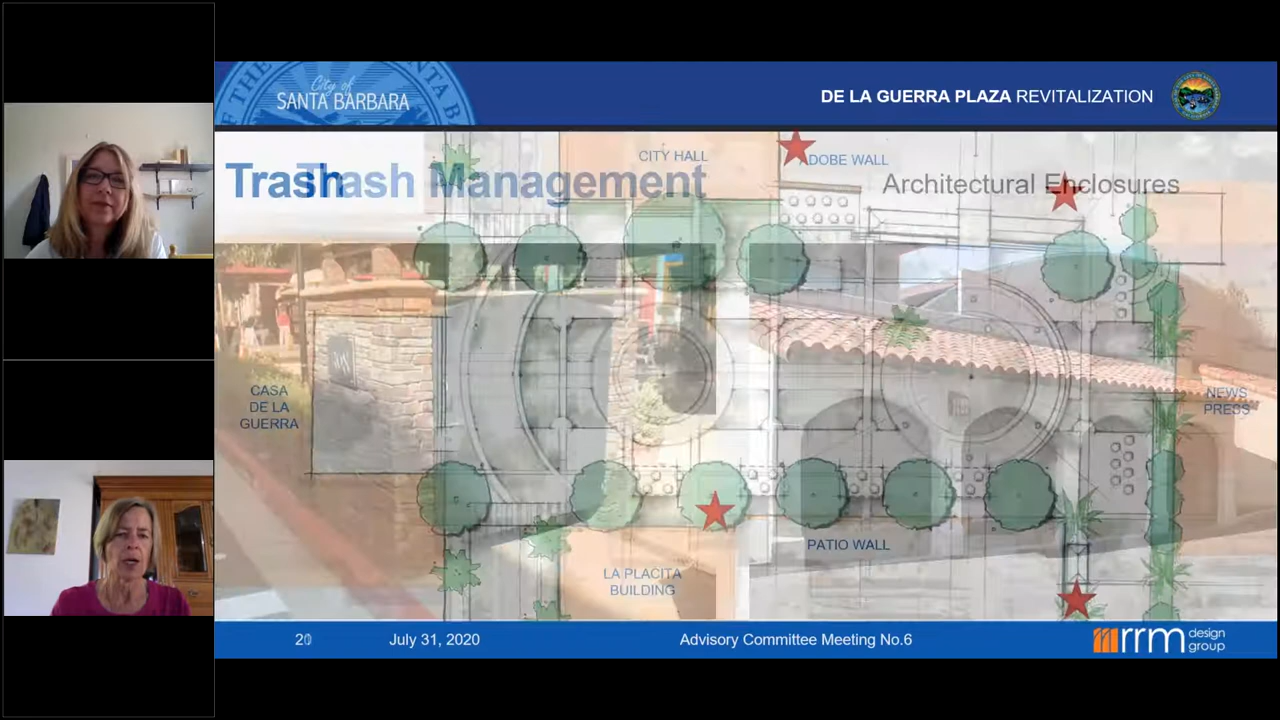 City of
SANTA BARBARA
DE LA GUERRA PLAZA REVITALIZATION
Trash
Trash Management
CITY HALL
ADOBE WALL
Architectural Enclosures
CASA
DE LA
GUERRA
NEWS
PRESS
PATIO WALL
LA PLACITA
BUILDING
July 31, 2020
Advisory Committee Meeting No.6
rrm design
group